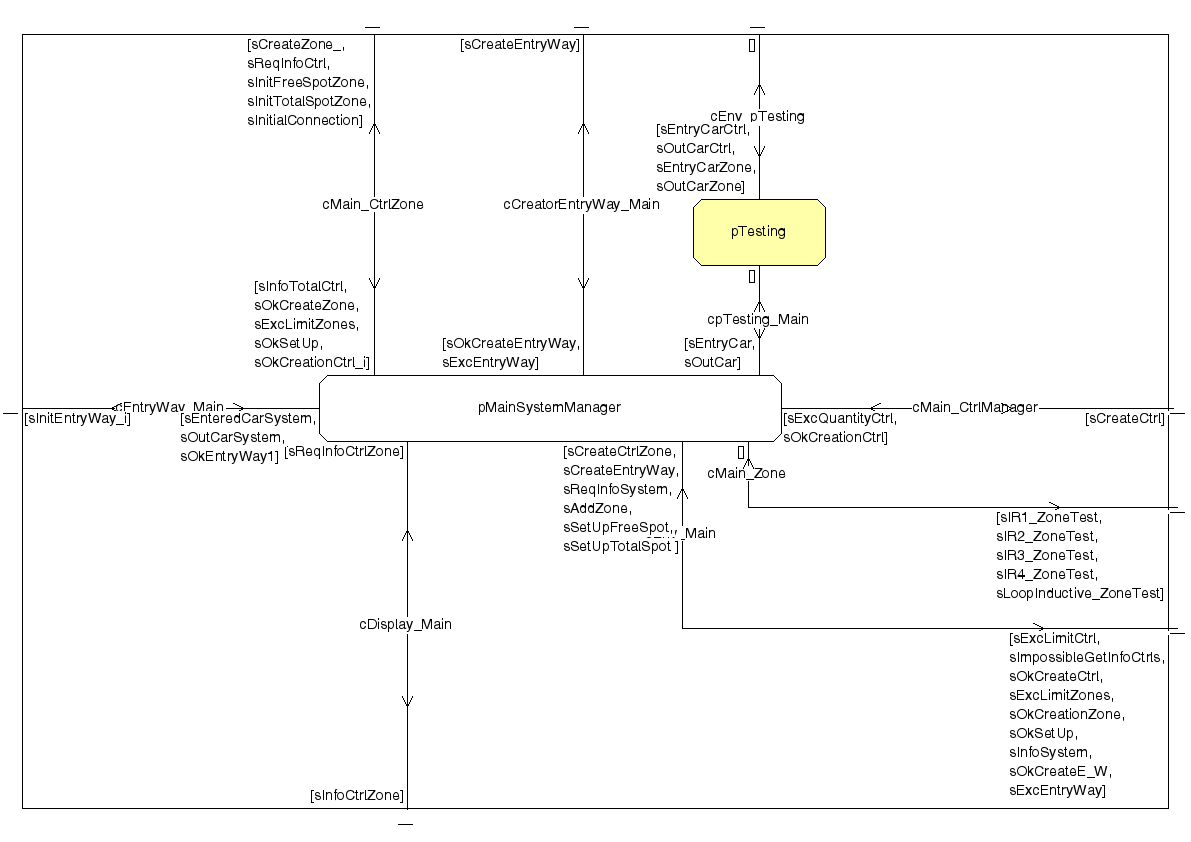 [sCreateZone_,
sReqInfoCtrl,
sInitFreeSpotZone,
sInitTotalSpotZone,
sInitialConnection]
[sCreateEntryWay]
[]
cEnv_pTesting
[sEntryCarCtrl,
sOutCarCtrl,
sEntryCarZone,
sOutCarZone]
cMain_CtrlZone
cCreatorEntryWay_Main
pTesting
[]
[sInfoTotalCtrl,
sOkCreateZone,
sExcLimitZones,
sOkSetUp,
sOkCreationCtrl_i]
cpTesting_Main
[sOkCreateEntryWay,
sExcEntryWay]
[sEntryCar,
sOutCar]
cEntryWay_Main
pMainSystemManager
cMain_CtrlManager
[sInitEntryWay_i]
[sEnteredCarSystem,
sOutCarSystem,
sOkEntryWay1]
[sExcQuantityCtrl,
sOkCreationCtrl]
[sCreateCtrl]
[sReqInfoCtrlZone]
[sCreateCtrlZone,
sCreateEntryWay,
sReqInfoSystem,
sAddZone,
sSetUpFreeSpot,
sSetUpTotalSpot ]
[]
cMain_Zone
_Main
[sIR1_ZoneTest,
sIR2_ZoneTest,
sIR3_ZoneTest,
sIR4_ZoneTest,
sLoopInductive_ZoneTest]
cDisplay_Main
[sExcLimitCtrl,
sImpossibleGetInfoCtrls,
sOkCreateCtrl,
sExcLimitZones,
sOkCreationZone,
sOkSetUp,
sInfoSystem,
sOkCreateE_W,
sExcEntryWay]
[sInfoCtrlZone]